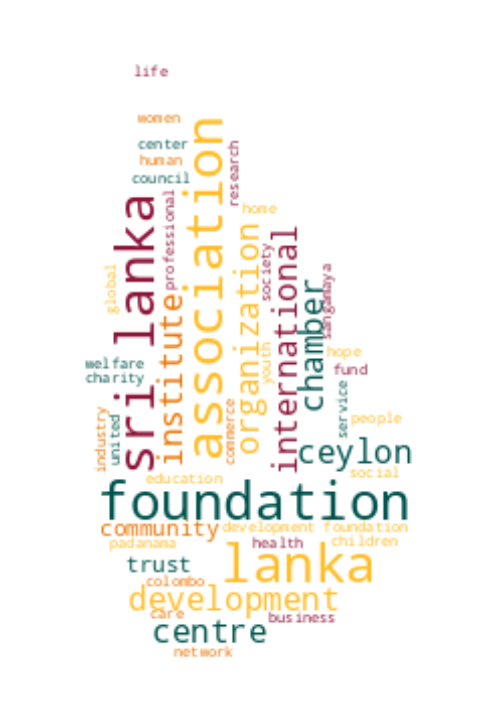 life
women
center
human
council
association
research
professional
sri lanka
home
global
institute
organization
society
international
sangamaya
chamber
youth
hope
welfare
charity
fund
service
commerce
industry
united
people
ceylon
social
education
foundation
community
development foundation
padanama
health
children
trust
lanka
colombo
development
care
business
centre
network